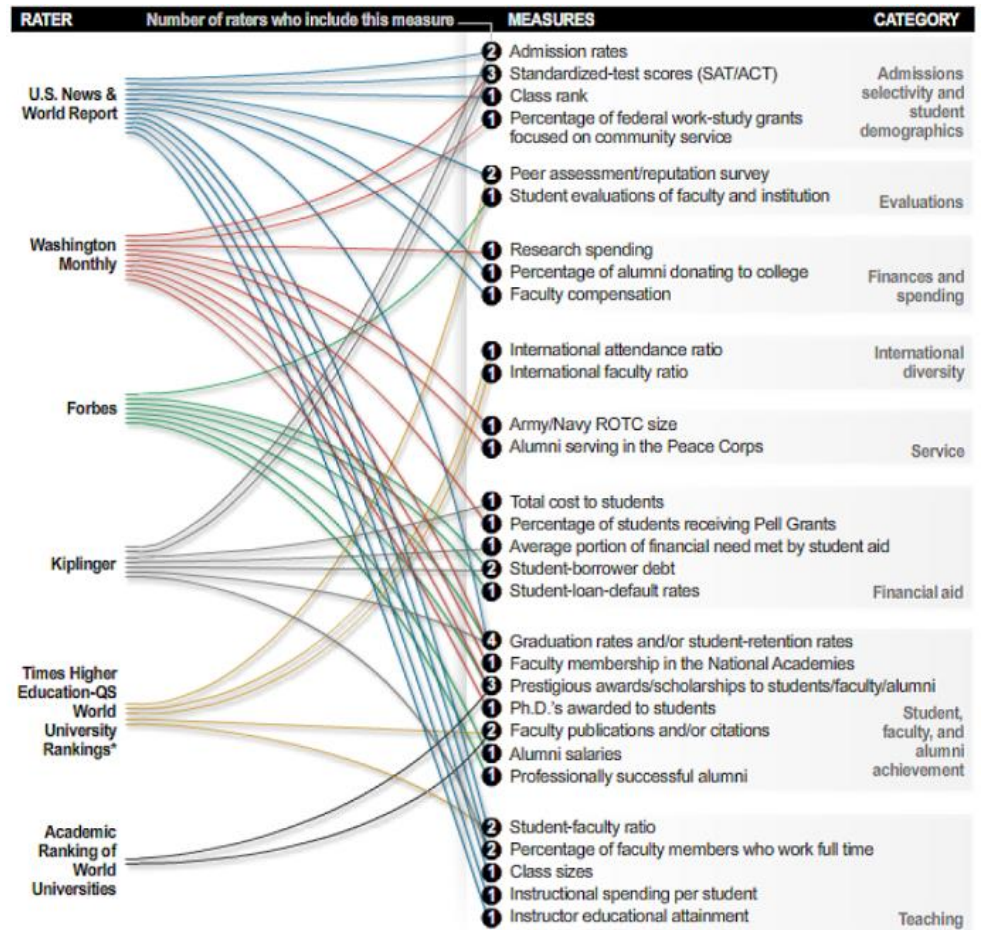 RATER Number of raters who include this measure MEASURES CATEGORY
U.S. News &
World Report
Washington
Monthly
Forbes
Kiplinger
Times Higher
Education-QS
World
University
Rankings*
Academic
Ranking of
World
Universities
2 Admission rates
3 Standardized-test scores (SAT/ACT)
1 Class rank
1 Percentage of federal work-study grants
focused on community service
Admissions
selectivity and
student
demographics
2 Peer assessment/reputation survey
1 Student evaluations of faculty and institution
Evaluations
1 Research spending
1 Percentage of alumni donating to college
1 Faculty compensation
Finances and
spending
1 International attendance ratio
1 International faculty ratio
International
diversity
1 Army/Navy ROTC size
1 Alumni serving in the Peace Corps
Service
1 Total cost to students
1 Percentage of students receiving Pell Grants
1 Average portion of financial need met by student aid
2 Student-borrower debt
1 Student-loan-default rates
Financial aid
4 Graduation rates and/or student-retention rates
1 Faculty membership in the National Academies
3 Prestigious awards/scholarships to students/faculty/alumni
1 Ph.D.'s awarded to students
2 Faculty publications and/or citations
1 Alumni salaries
1 Professionally successful alumni
Student,
faculty, and
alumni
achievement
2 Student-faculty ratio
2 Percentage of faculty members who work full time
1 Class sizes
1 Instructional spending per student
1 Instructor educational attainment
Teaching